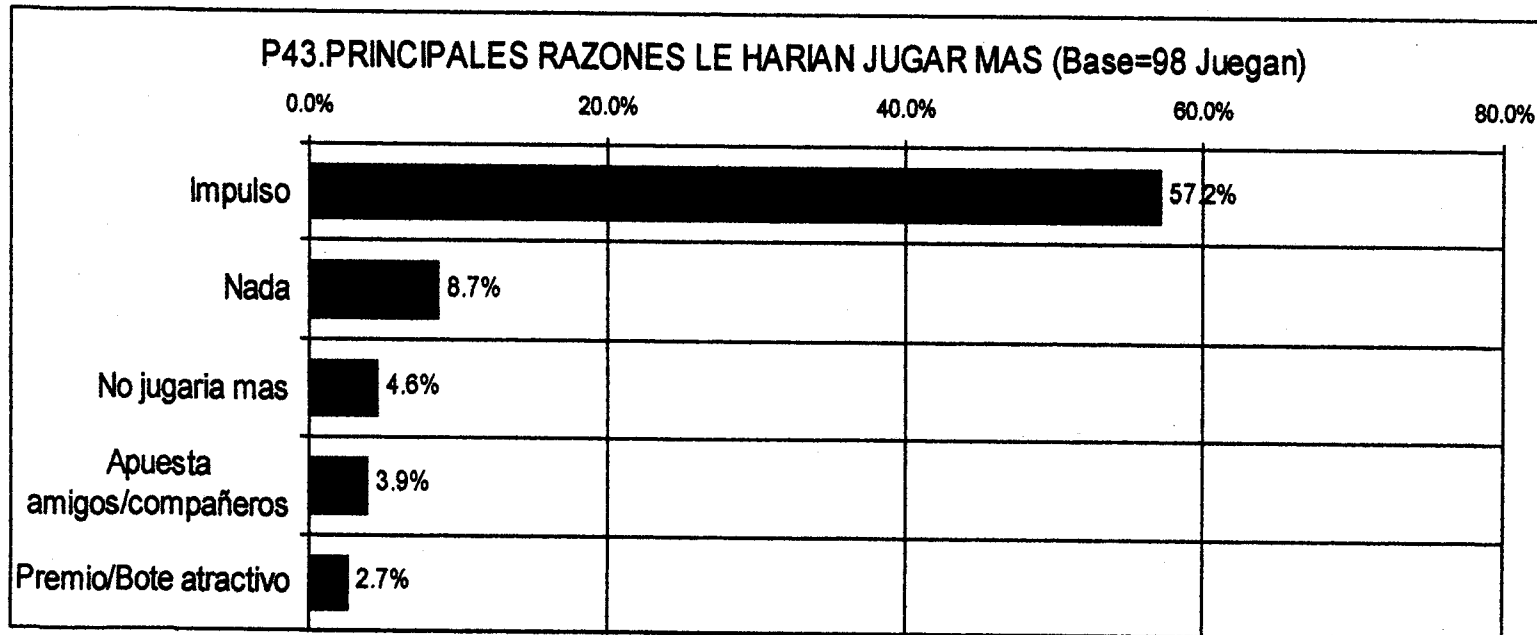 P43.PRINCIPALES RAZONES LE HARIAN JUGAR MAS (Base=98 Juegan)
0.0% 20.0% 40.0% 60.0% 80.0%
Impulso 57.2%
Nada 8.7%
No jugaria mas 4.6%
Apuesta
amigos/compañeros 3.9%
Premio/Bote atractivo 2.7%